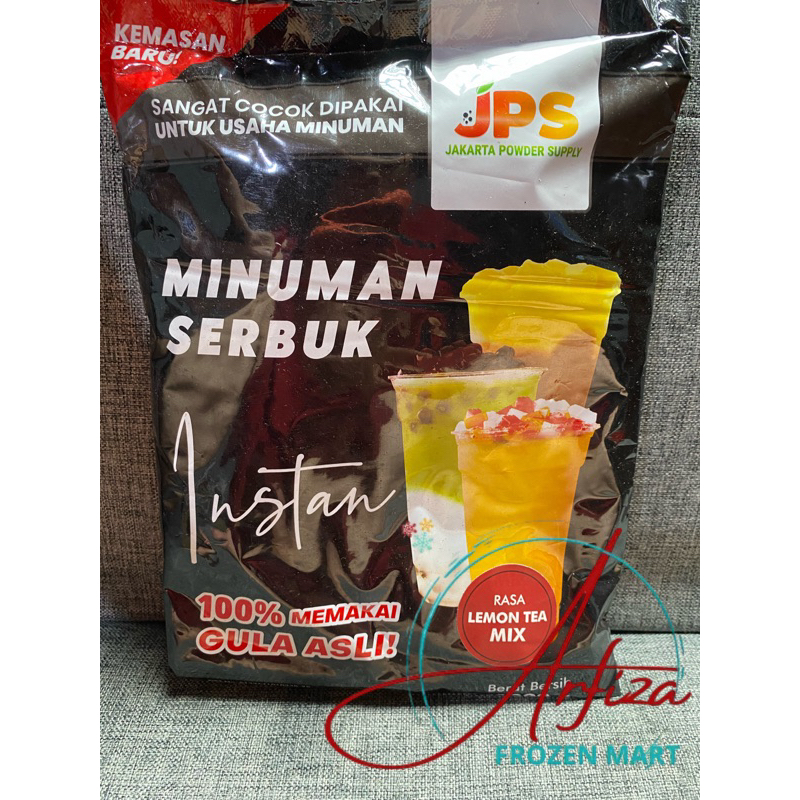 KEMASAN
BARU!
SANGAT COCOK DIPAKAI
UNTUK USAHA MINUMAN
JPS
JAKARTA POWDER SUPPLY
MINUMAN
SERBUK
Instan
100% MEMAKAI
GULA ASLI!
RASA
LEMON TEA
MIX
Berat Bersih
Arfiza
FROZEN MART